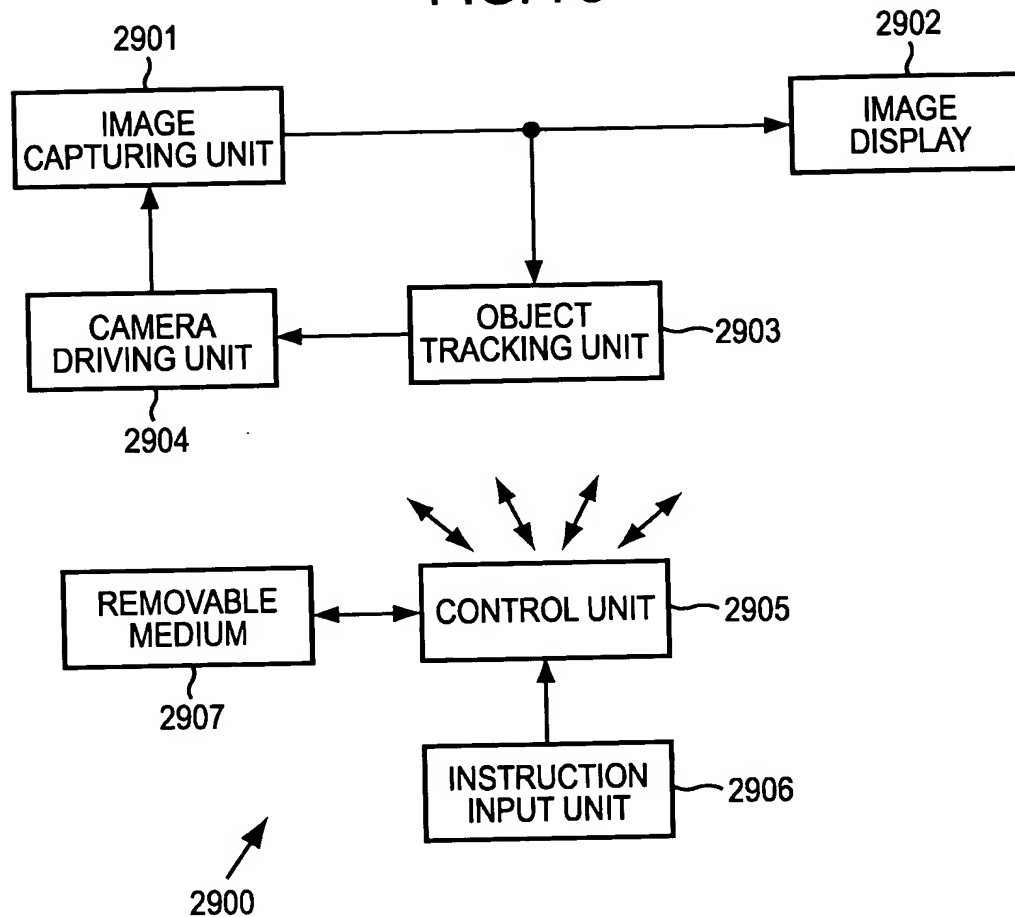 2901
2902
IMAGE
CAPTURING UNIT
IMAGE
DISPLAY
CAMERA
DRIVING UNIT
OBJECT
TRACKING UNIT
2903
2904
REMOVABLE
MEDIUM
CONTROL UNIT
2905
2907
INSTRUCTION
INPUT UNIT
2906
2900